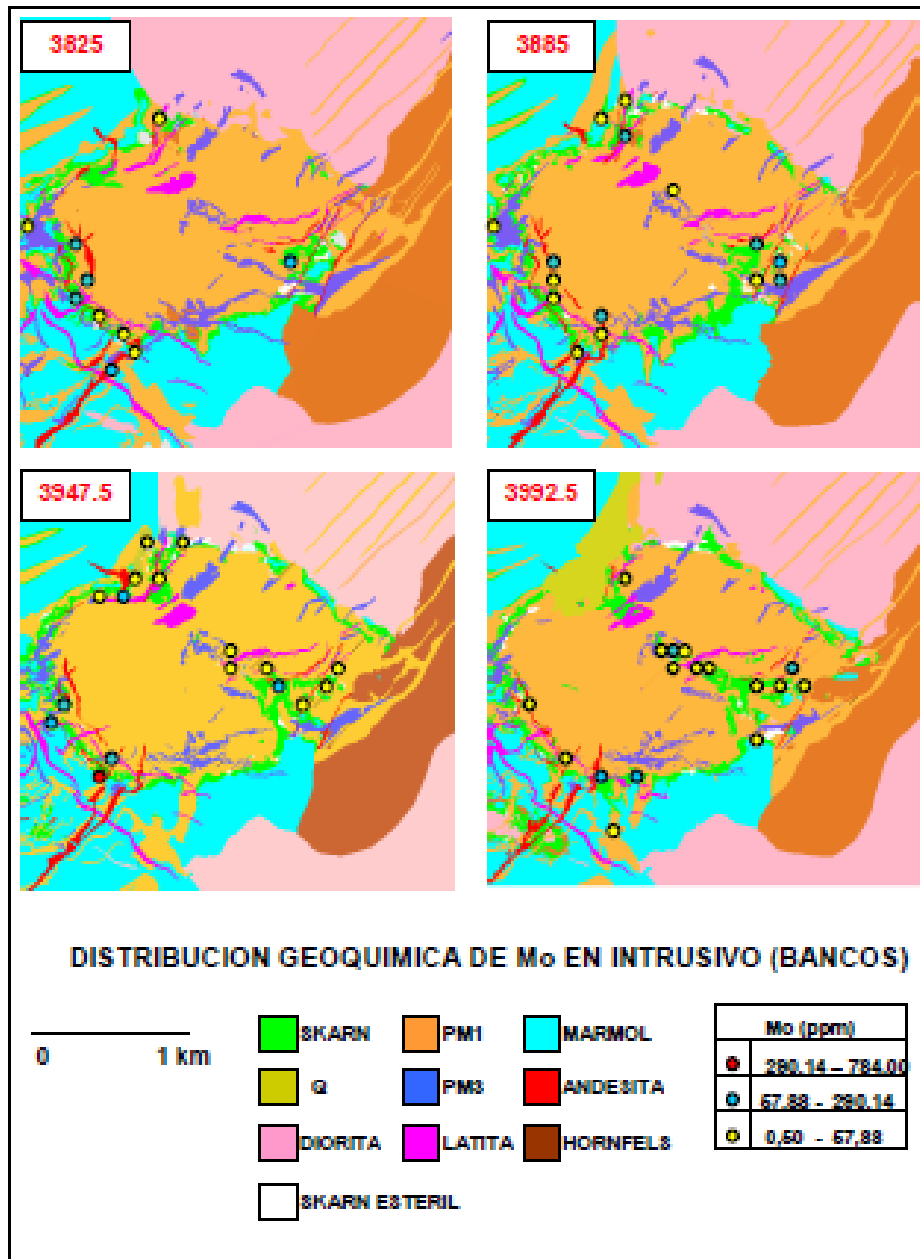 3825
3885
3947.5
3992.5
DISTRIBUCION GEOQUIMICA DE Mo EN INTRUSIVO (BANCOS)
0 1 km
SKARN PM1 MARMOL
Q PM3 ANDESITA
DIORITA LATITA HORNFELS
SKARN ESTERIL
Mo (ppm)
290.14 – 784.00
57.88 - 290.14
0,50 - 57,88